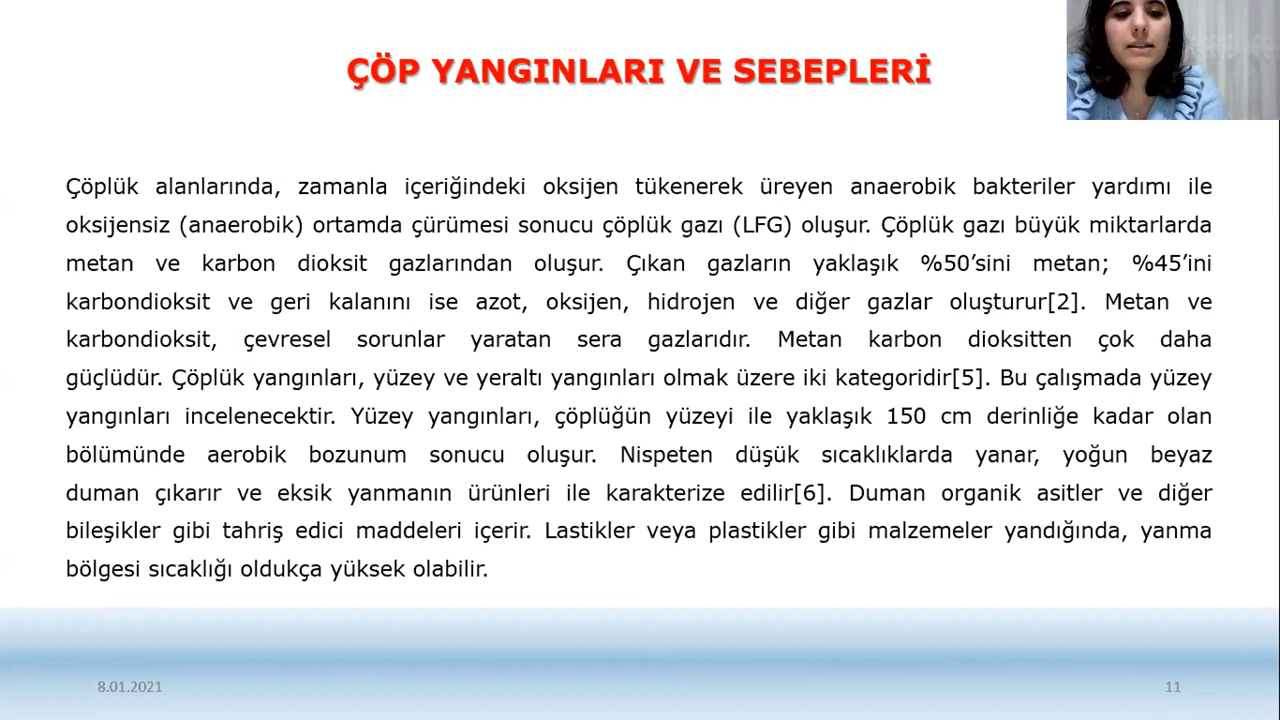 ÇÖP YANGINLARI VE SEBEPLERİ
Çöplük alanlarında, zamanla içeriğindeki oksijen tükenerek üreyen anaerobik bakteriler yardımı ile
oksijensiz (anaerobik) ortamda çürümesi sonucu çöplük gazı (LFG) oluşur. Çöplük gazı büyük miktarlarda
metan ve karbon dioksit gazlarından oluşur. Çıkan gazların yaklaşık %50’sini metan; %45’ini
karbondioksit ve geri kalanını ise azot, oksijen, hidrojen ve diğer gazlar oluşturur[2]. Metan ve
karbondioksit, çevresel sorunlar yaratan sera gazlarıdır. Metan karbon dioksitten çok daha
güçlüdür. Çöplük yangınları, yüzey ve yeraltı yangınları olmak üzere iki kategoridir[5]. Bu çalışmada yüzey
yangınları incelenecektir. Yüzey yangınları, çöplüğün yüzeyi ile yaklaşık 150 cm derinliğe kadar olan
bölümünde aerobik bozunum sonucu oluşur. Nispeten düşük sıcaklıklarda yanar, yoğun beyaz
duman çıkarır ve eksik yanmanın ürünleri ile karakterize edilir[6]. Duman organik asitler ve diğer
bileşikler gibi tahriş edici maddeleri içerir. Lastikler veya plastikler gibi malzemeler yandığında, yanma
bölgesi sıcaklığı oldukça yüksek olabilir.
8.01.2021
11